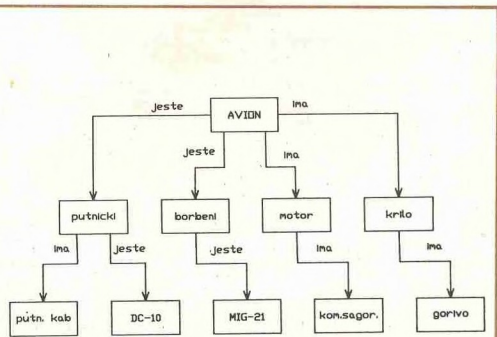 jeste
ima
AVION
jeste
ima
putnicki
borbeni
motor
krilo
ima
jeste
jeste
ima
ima
putn. kab
DC-10
MIG-21
kom.sagor.
gorivo